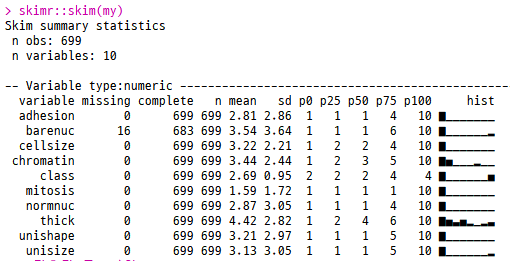 > skimr::skim(my)
Skim summary statistics
 n obs: 699
 n variables: 10

-- Variable type:numeric -----------------------------------------------
  variable missing complete   n mean   sd p0 p25 p50 p75 p100     hist
  adhesion       0      699 699 2.81 2.86  1   1   1   4   10 ▇▁▁▁▁▁▁▁
   barenuc      16      683 699 3.54 3.64  1   1   1   6   10 ▇▁▁▁▁▁▁▂
  cellsize       0      699 699 3.22 2.21  1   2   2   4   10 ▇▁▁▁▁▁▁▁
 chromatin       0      699 699 3.44 2.44  1   2   3   5   10 ▇▅▁▁▁▂▁▁
     class       0      699 699 2.69 0.95  2   2   2   4    4 ▇▁▁▁▁▁▁▅
   mitosis       0      699 699 1.59 1.72  1   1   1   1   10 ▇▁▁▁▁▁▁▁
   normnuc       0      699 699 2.87 3.05  1   1   1   4   10 ▇▁▁▁▁▁▁▁
     thick       0      699 699 4.42 2.82  1   2   4   6   10 ▇▅▃▅▂▂▁▃
  unishape       0      699 699 3.21 2.97  1   1   1   5   10 ▇▁▁▁▁▁▁▁
   unisize       0      699 699 3.13 3.05  1   1   1   5   10 ▇▁▁▁▁▁▁▂